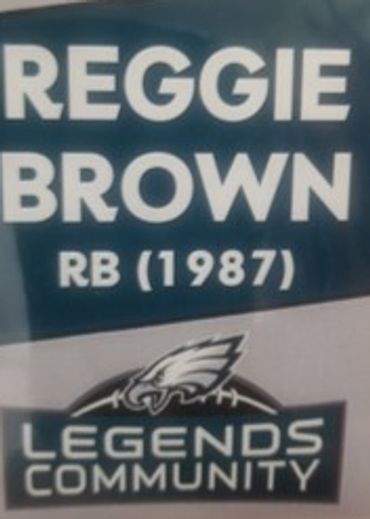 REGGIE
BROWN
RB (1987)
LEGENDS
COMMUNITY